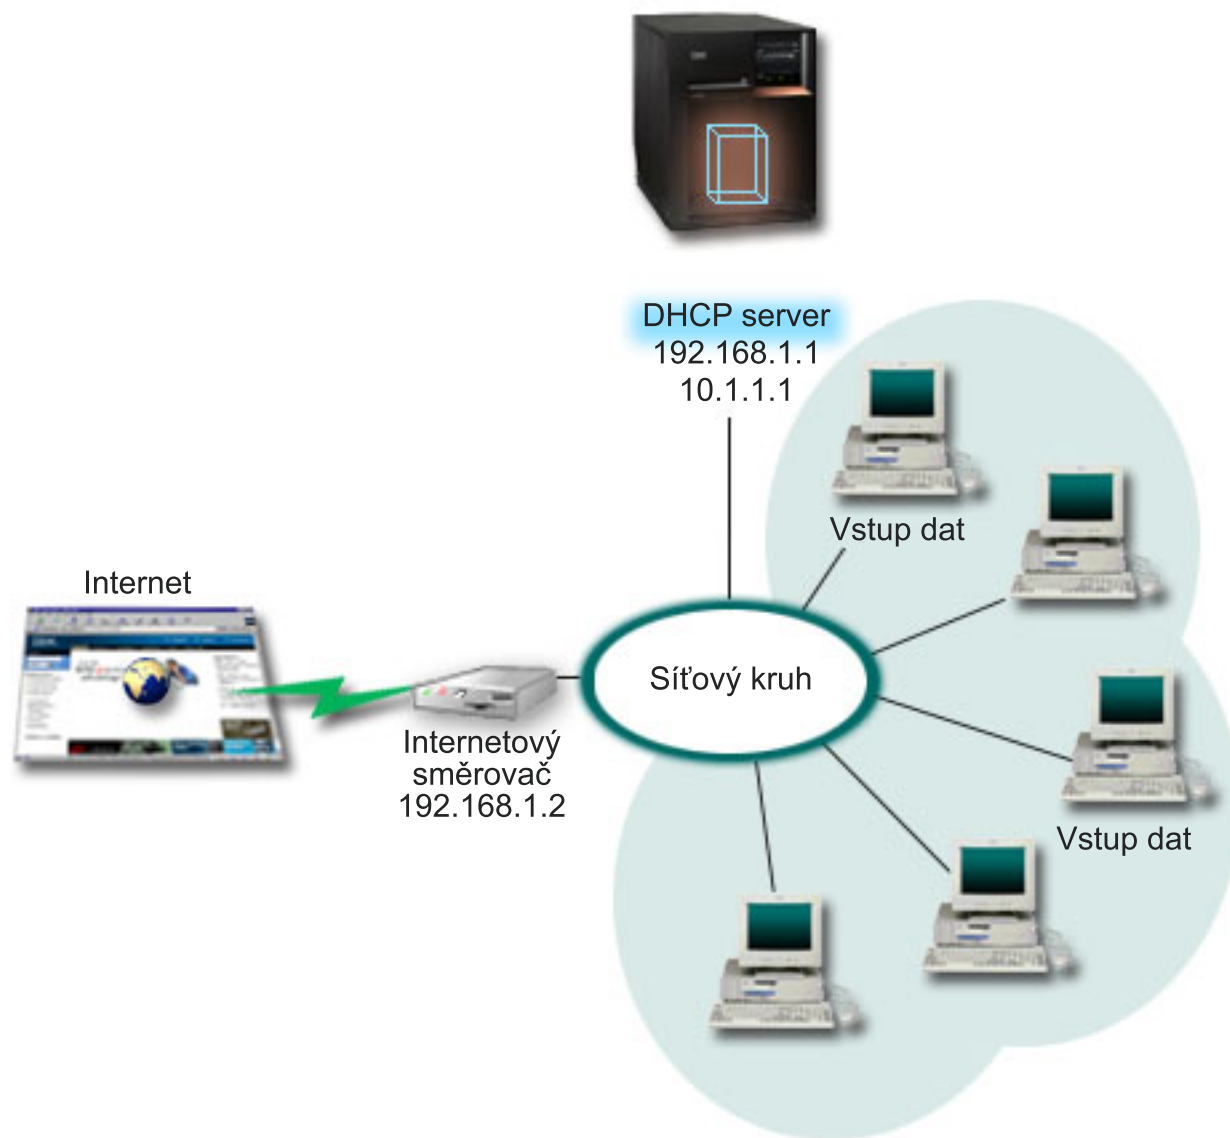 DHCP server
192.168.1.1
10.1.1.1
Vstup dat
Internet
Síťový kruh
Internetový
směrovač
192.168.1.2
Vstup dat